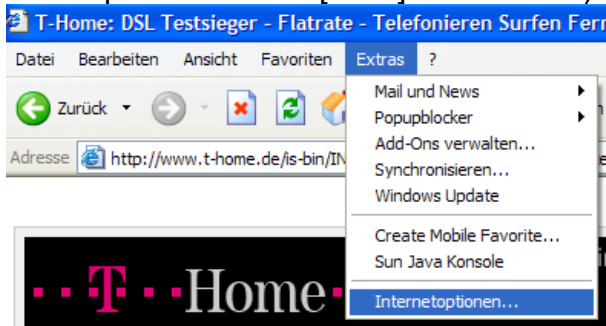 T-Home: DSL Testsieger - Flatrate - Telefonieren Surfen Fern
Datei Bearbeiten Ansicht Favoriten Extras ?
Zurück
Adresse http://www.t-home.de/is-bin/IN
Mail und News
Popupblocker
Add-Ons verwalten...
Synchronisieren...
Windows Update
Create Mobile Favorite...
Sun Java Konsole
Internetoptionen...
··T··Home·